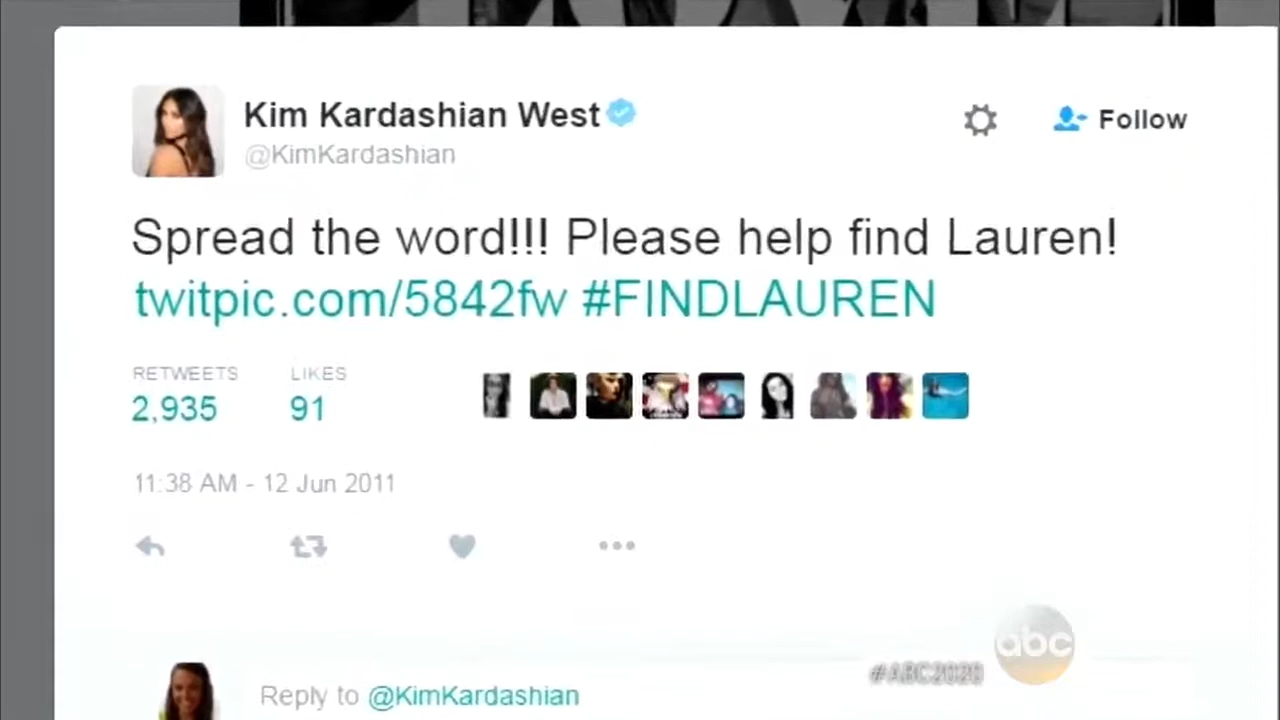 Kim Kardashian West
@KimKardashian
Follow
Spread the word!!! Please help find Lauren!
twitpic.com/5842fw #FINDLAUREN
RETWEETS LIKES
2,935 91
11:38 AM - 12 Jun 2011
abc
#ABC2020
Reply to @KimKardashian